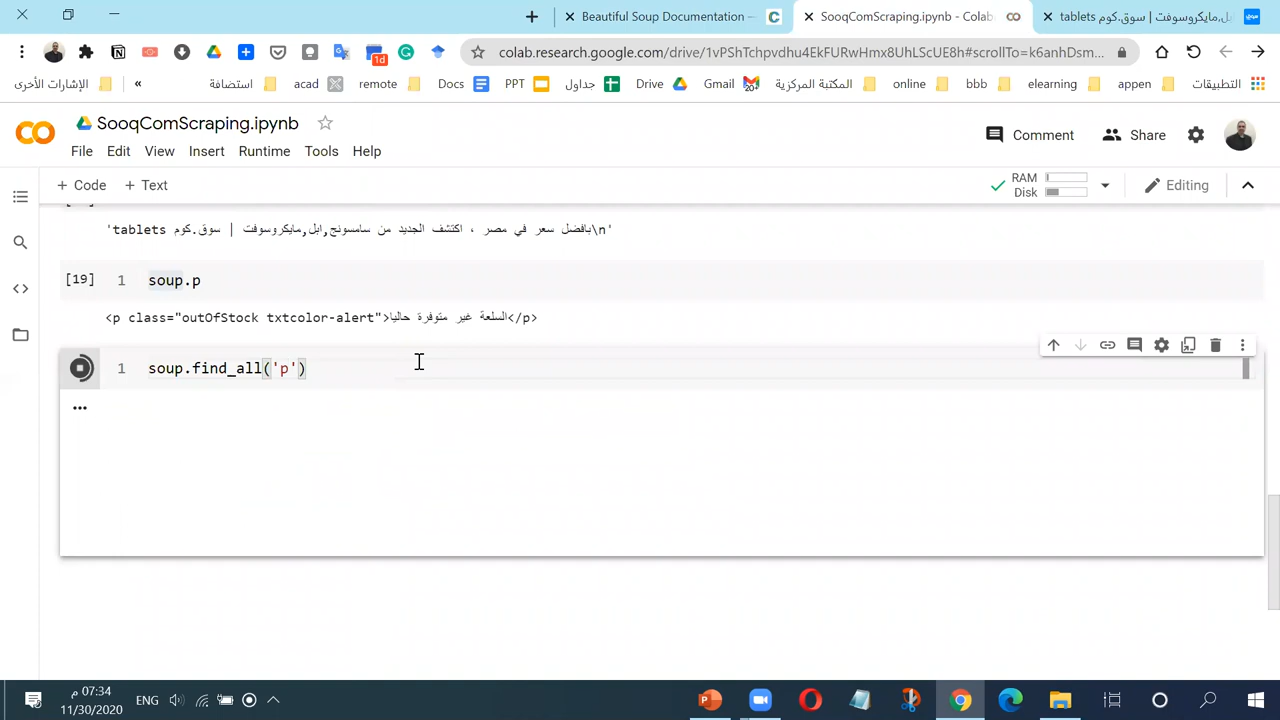 Beautiful Soup Documentation —
SooqComScraping.ipynb - Colab
tablets سوق.كوم | بل,مايكروسوفت
colab.research.google.com/drive/
الإشارات الأخرى
«
استضافة
acad
remote
Docs
PPT
جداول
Drive
Gmail
المكتبة المركزية
online
bbb
elearning
appen
التطبيقات
1d
20+
SooqComScraping.ipynb
File Edit View Insert Runtime Tools Help
Comment
Share
+ Code + Text
RAM
Disk
Editing
'tablets بافضل سعر في مصر ، اكتشف الجديد من سامسونج,ابل,مايكروسوفت | سوق.كوم\n'
[19] 1 soup.p
<p class="outOfStock txtcolor-alert">السلعة غير متوفرة حاليا</p>
1 soup.find_all('p')
...
07:34 م
11/30/2020
ENG